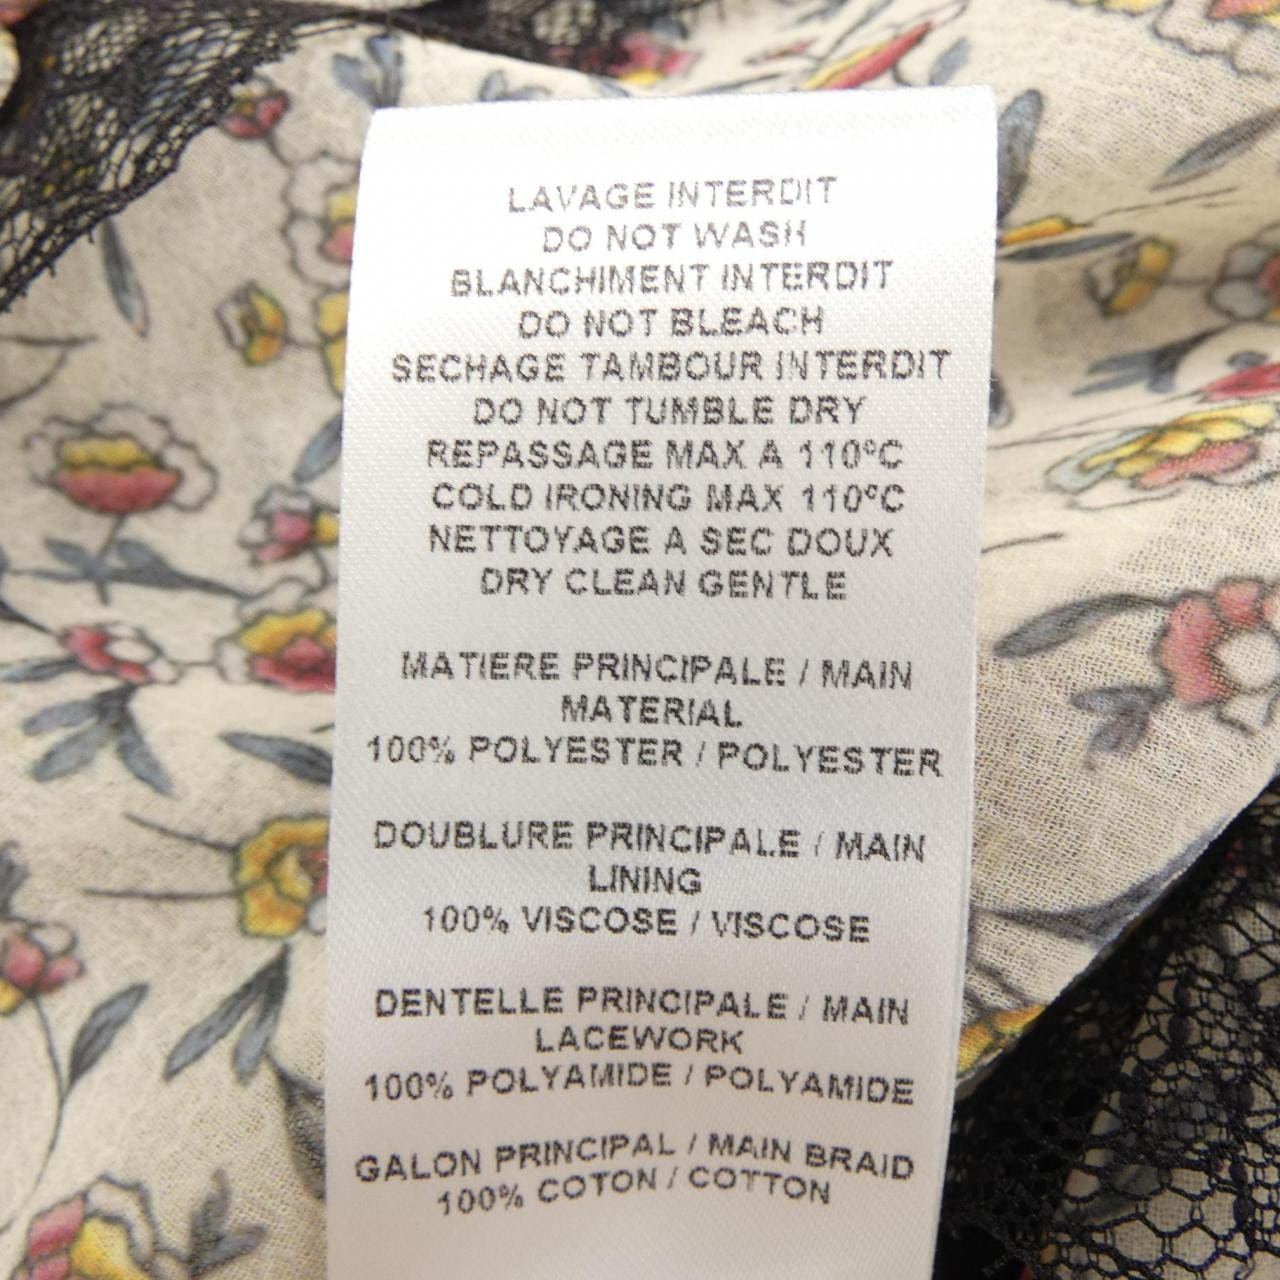 LAVAGE INTERDIT
DO NOT WASH
BLANCHIMENT INTERDIT
DO NOT BLEACH
SECHAGE TAMBOUR INTERDIT
DO NOT TUMBLE DRY
REPASSAGE MAX A 110°C
COLD IRONING MAX 110°C
NETTOYAGE A SEC DOUX
DRY CLEAN GENTLE
MATIERE PRINCIPALE / MAIN
MATERIAL
100% POLYESTER / POLYESTER
DOUBLURE PRINCIPALE / MAIN
LINING
100% VISCOSE / VISCOSE
DENTELLE PRINCIPALE / MAIN
LACEWORK
100% POLYAMIDE / POLYAMIDE
GALON PRINCIPAL / MAIN BRAID
100% COTON / COTTON